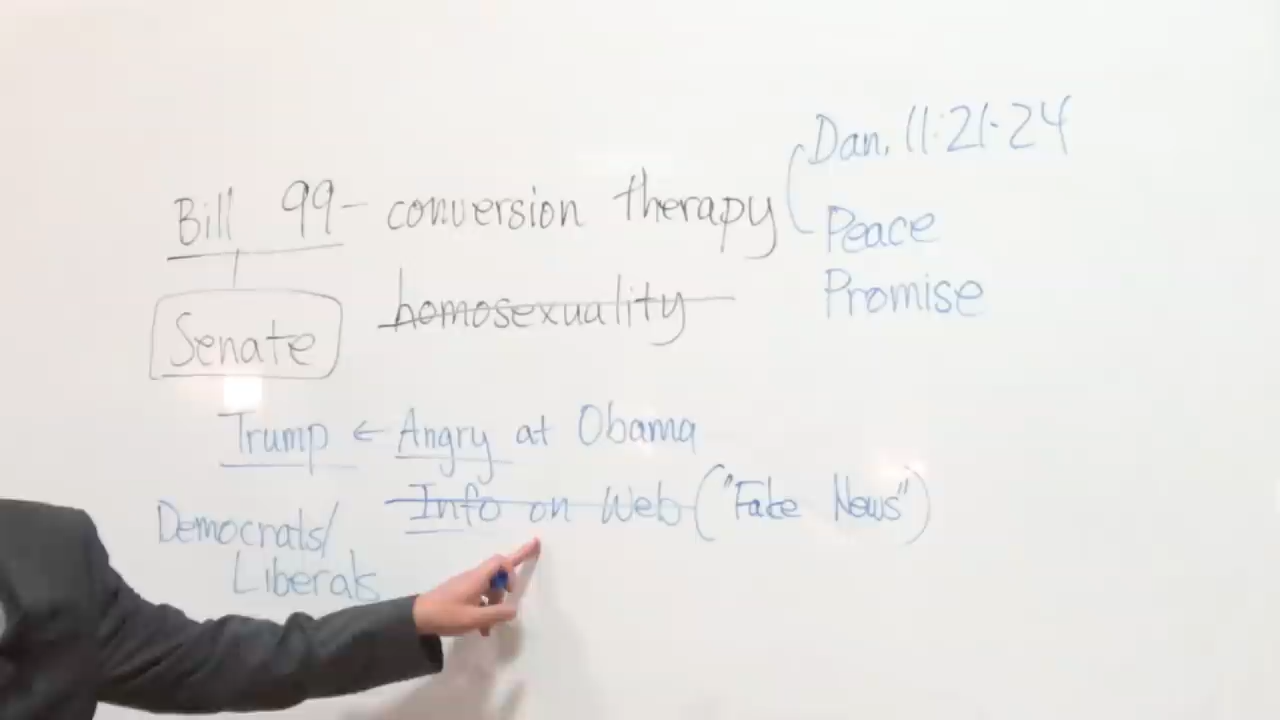 Dan. 11:21-24
Bill 99- conversion therapy
Peace
Promise
homosexuality
Senate
Trump ← Angry at Obama
Info on Web ("Fake News")
Democrats/
Liberals